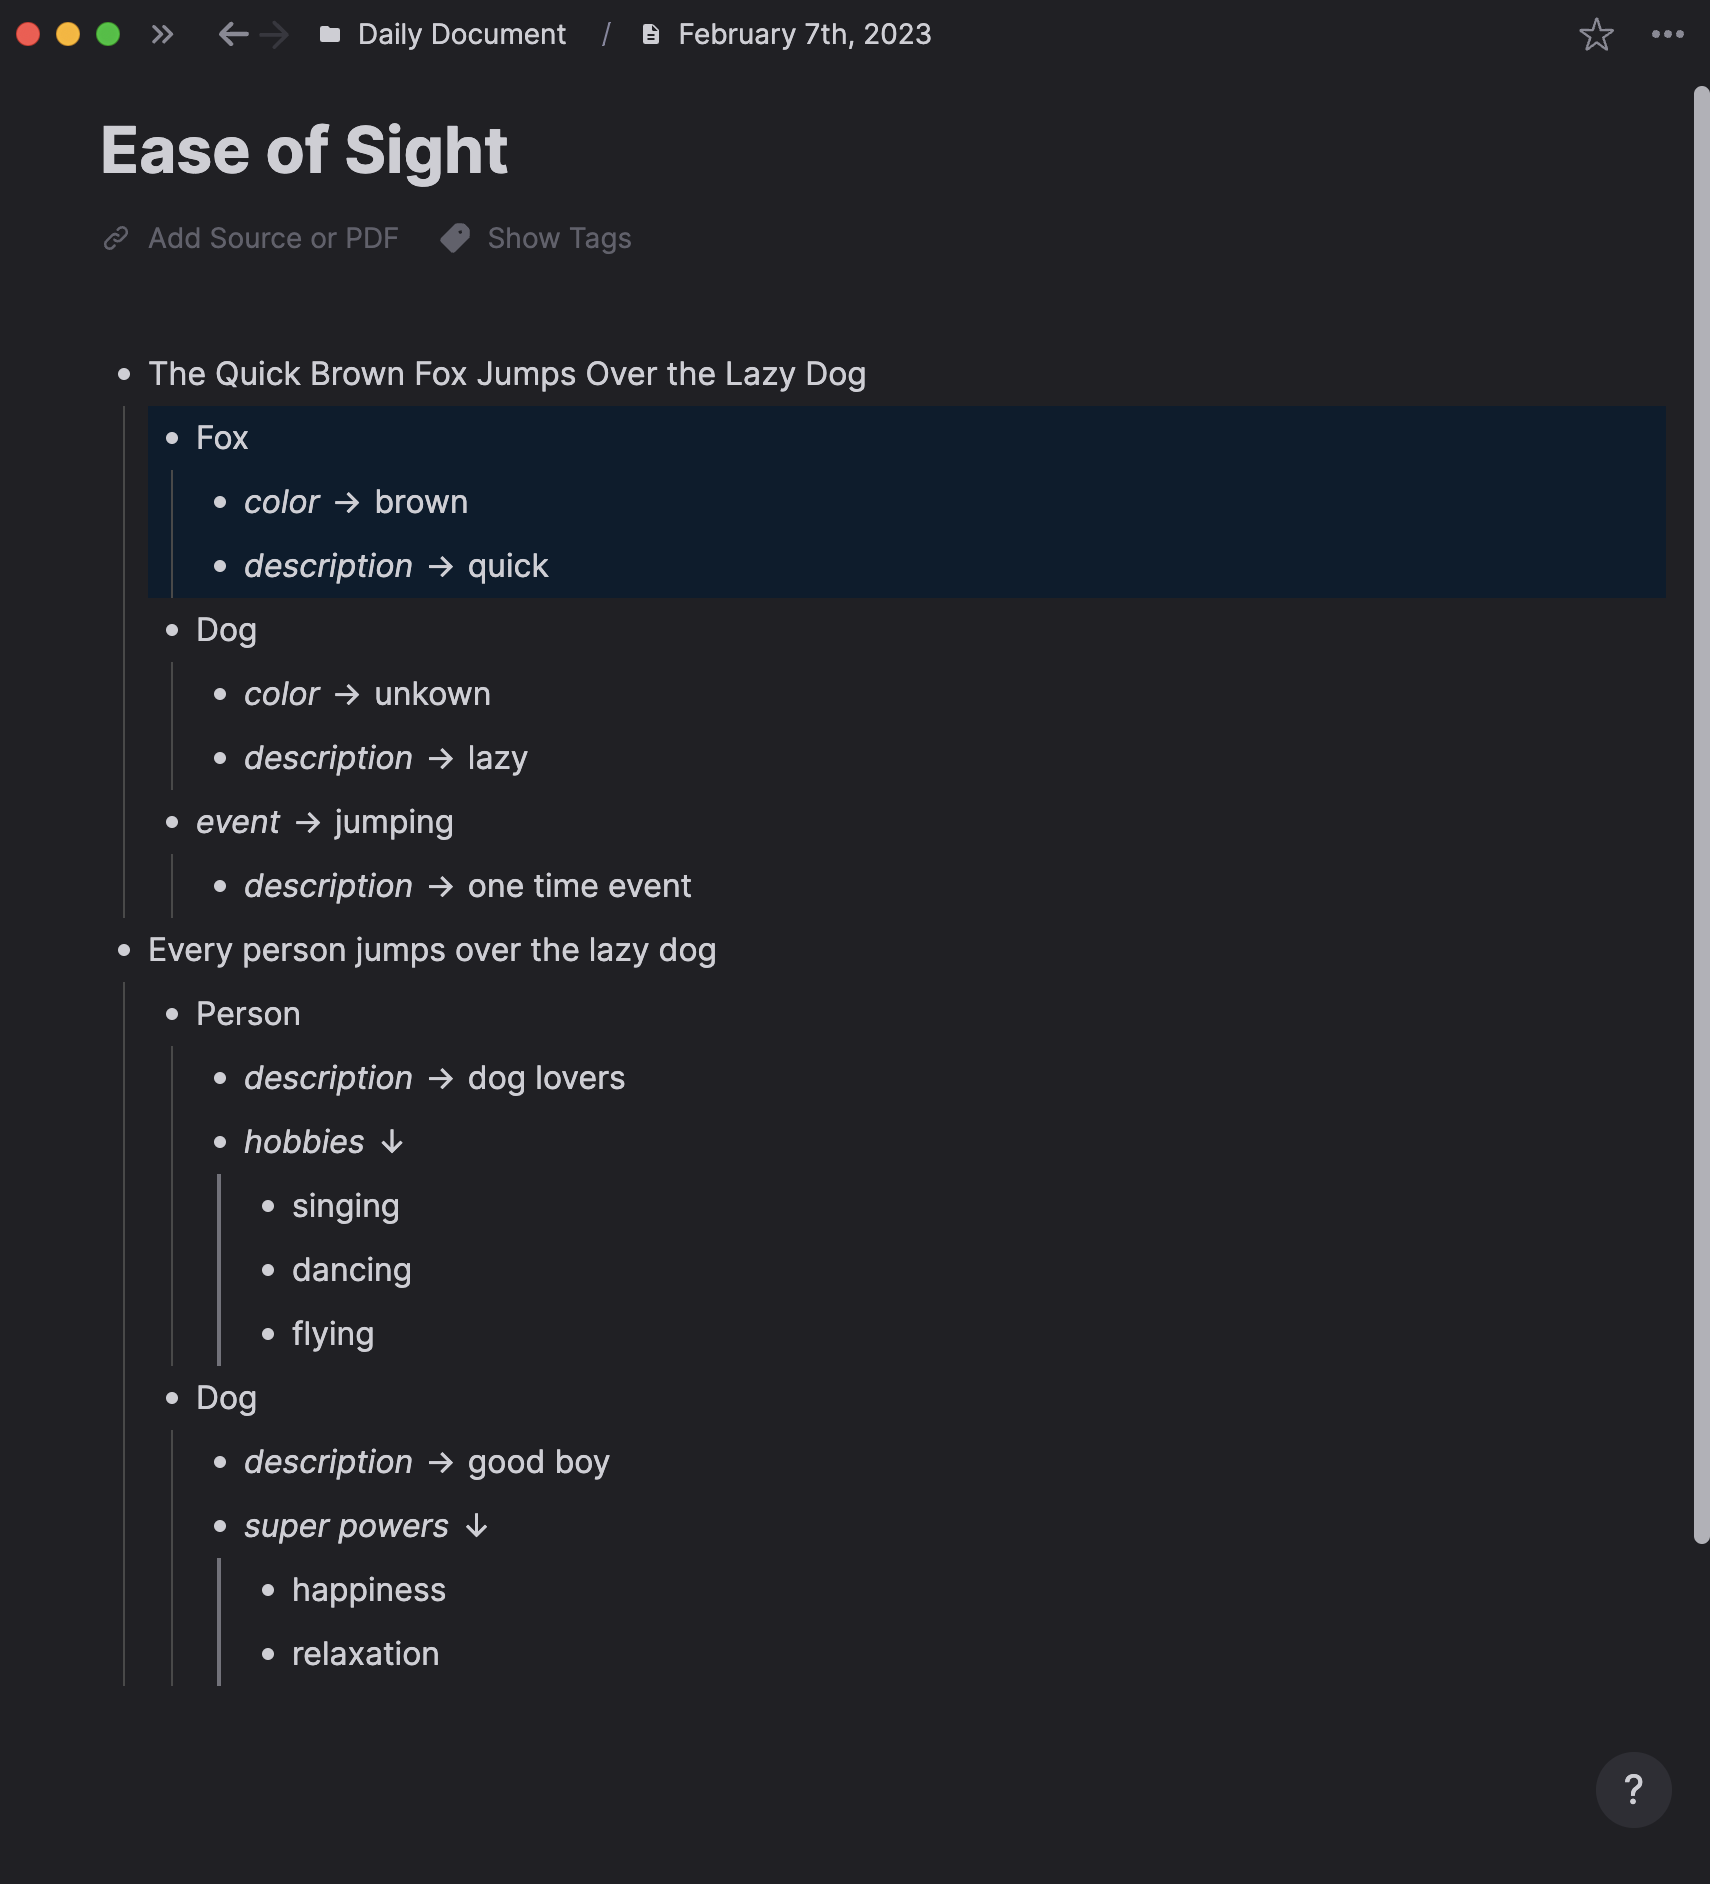 Daily Document / February 7th, 2023
Ease of Sight
Add Source or PDF Show Tags
• The Quick Brown Fox Jumps Over the Lazy Dog
• Fox
• color → brown
• description → quick
• Dog
• color → unkown
• description → lazy
• event → jumping
• description → one time event
• Every person jumps over the lazy dog
• Person
• description → dog lovers
• hobbies ↓
• singing
• dancing
• flying
• Dog
• description → good boy
• super powers ↓
• happiness
• relaxation
?